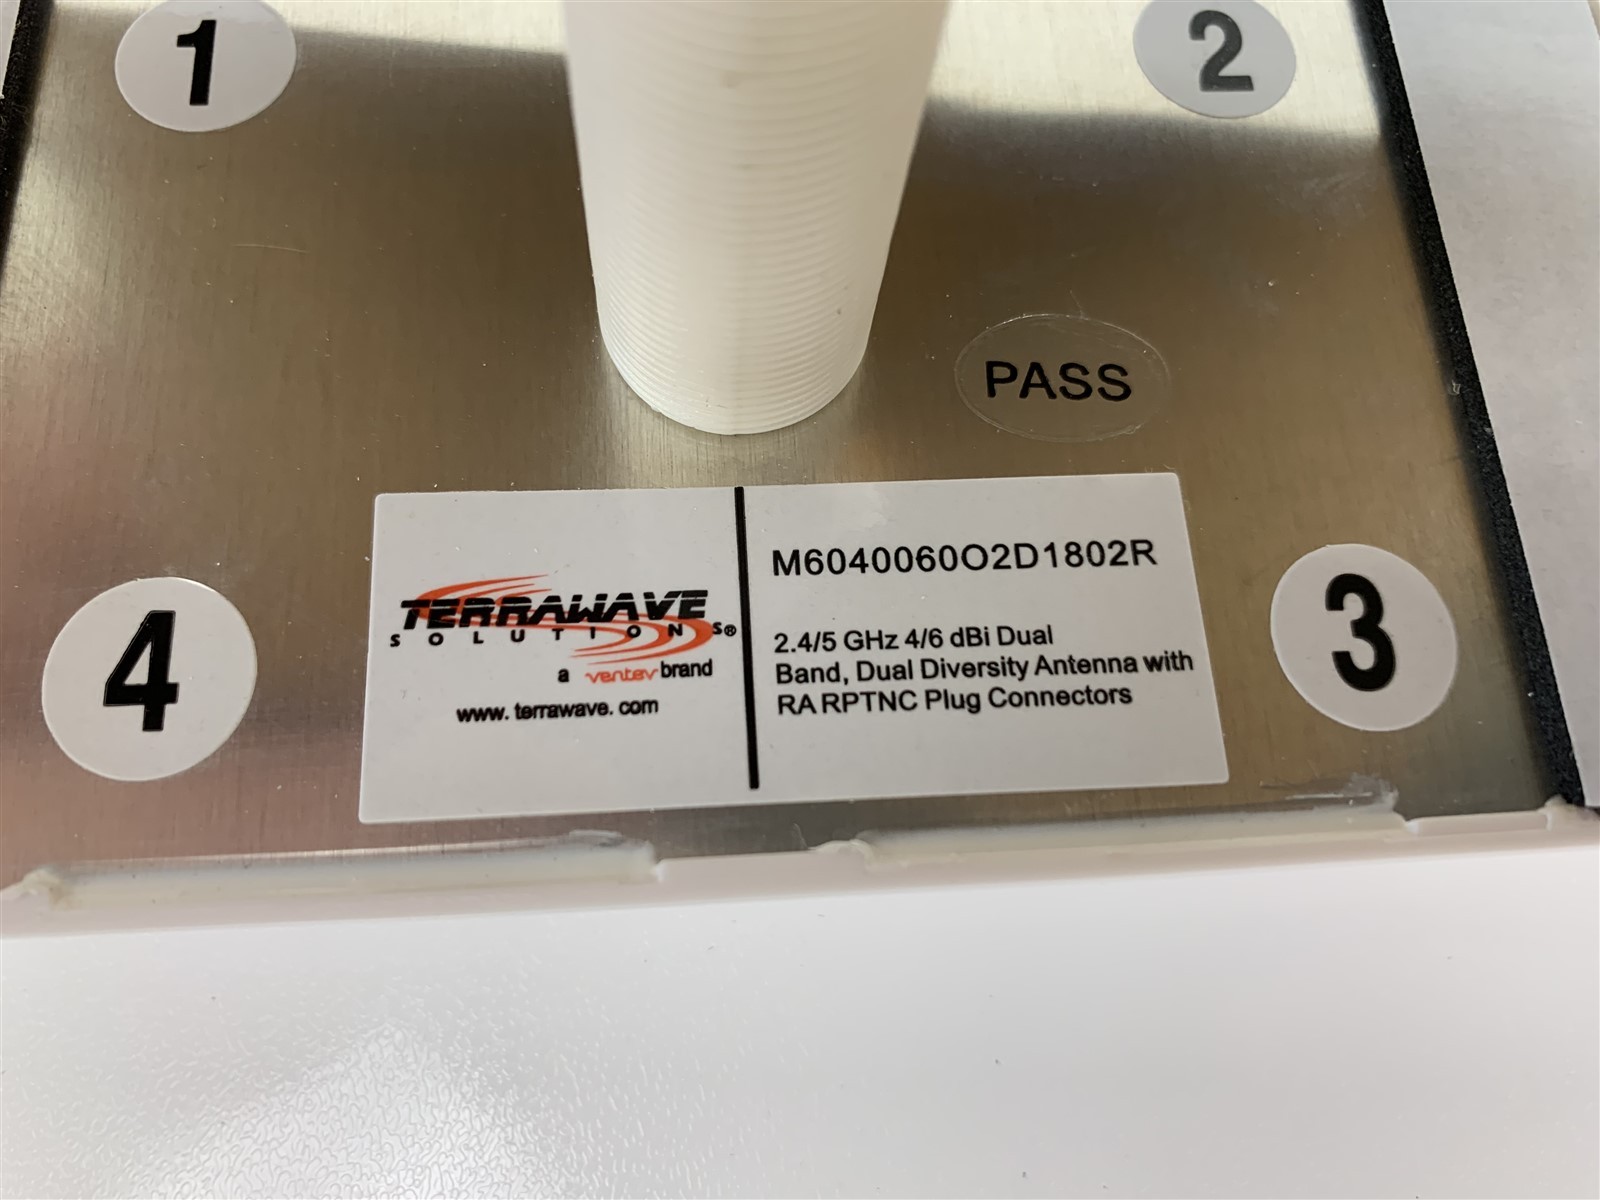 1
2
PASS
4
TERRAWAVE
SOLUTIONS®
a ventev brand
www.terrawave.com
M6040060O2D1802R
2.4/5 GHz 4/6 dBi Dual
Band, Dual Diversity Antenna with
RA RPTNC Plug Connectors
3